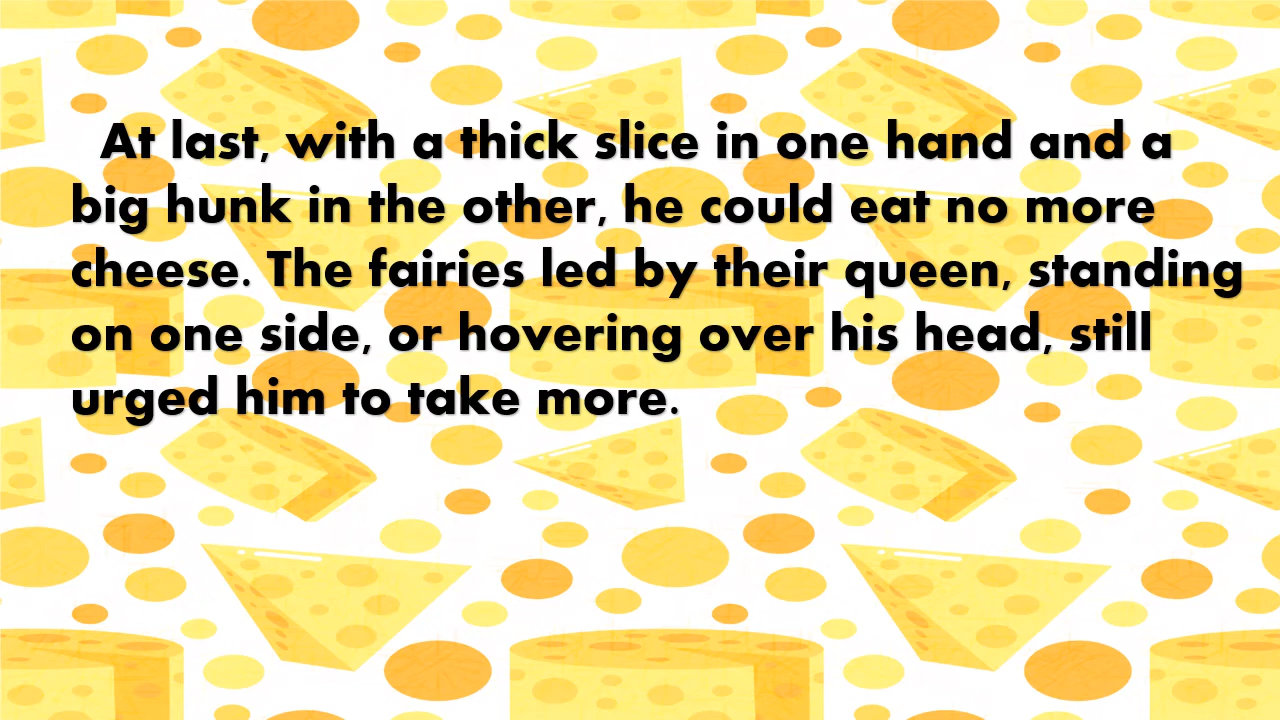 At last, with a thick slice in one hand and a
big hunk in the other, he could eat no more
cheese. The fairies led by their queen, standing
on one side, or hovering over his head, still
urged him to take more.